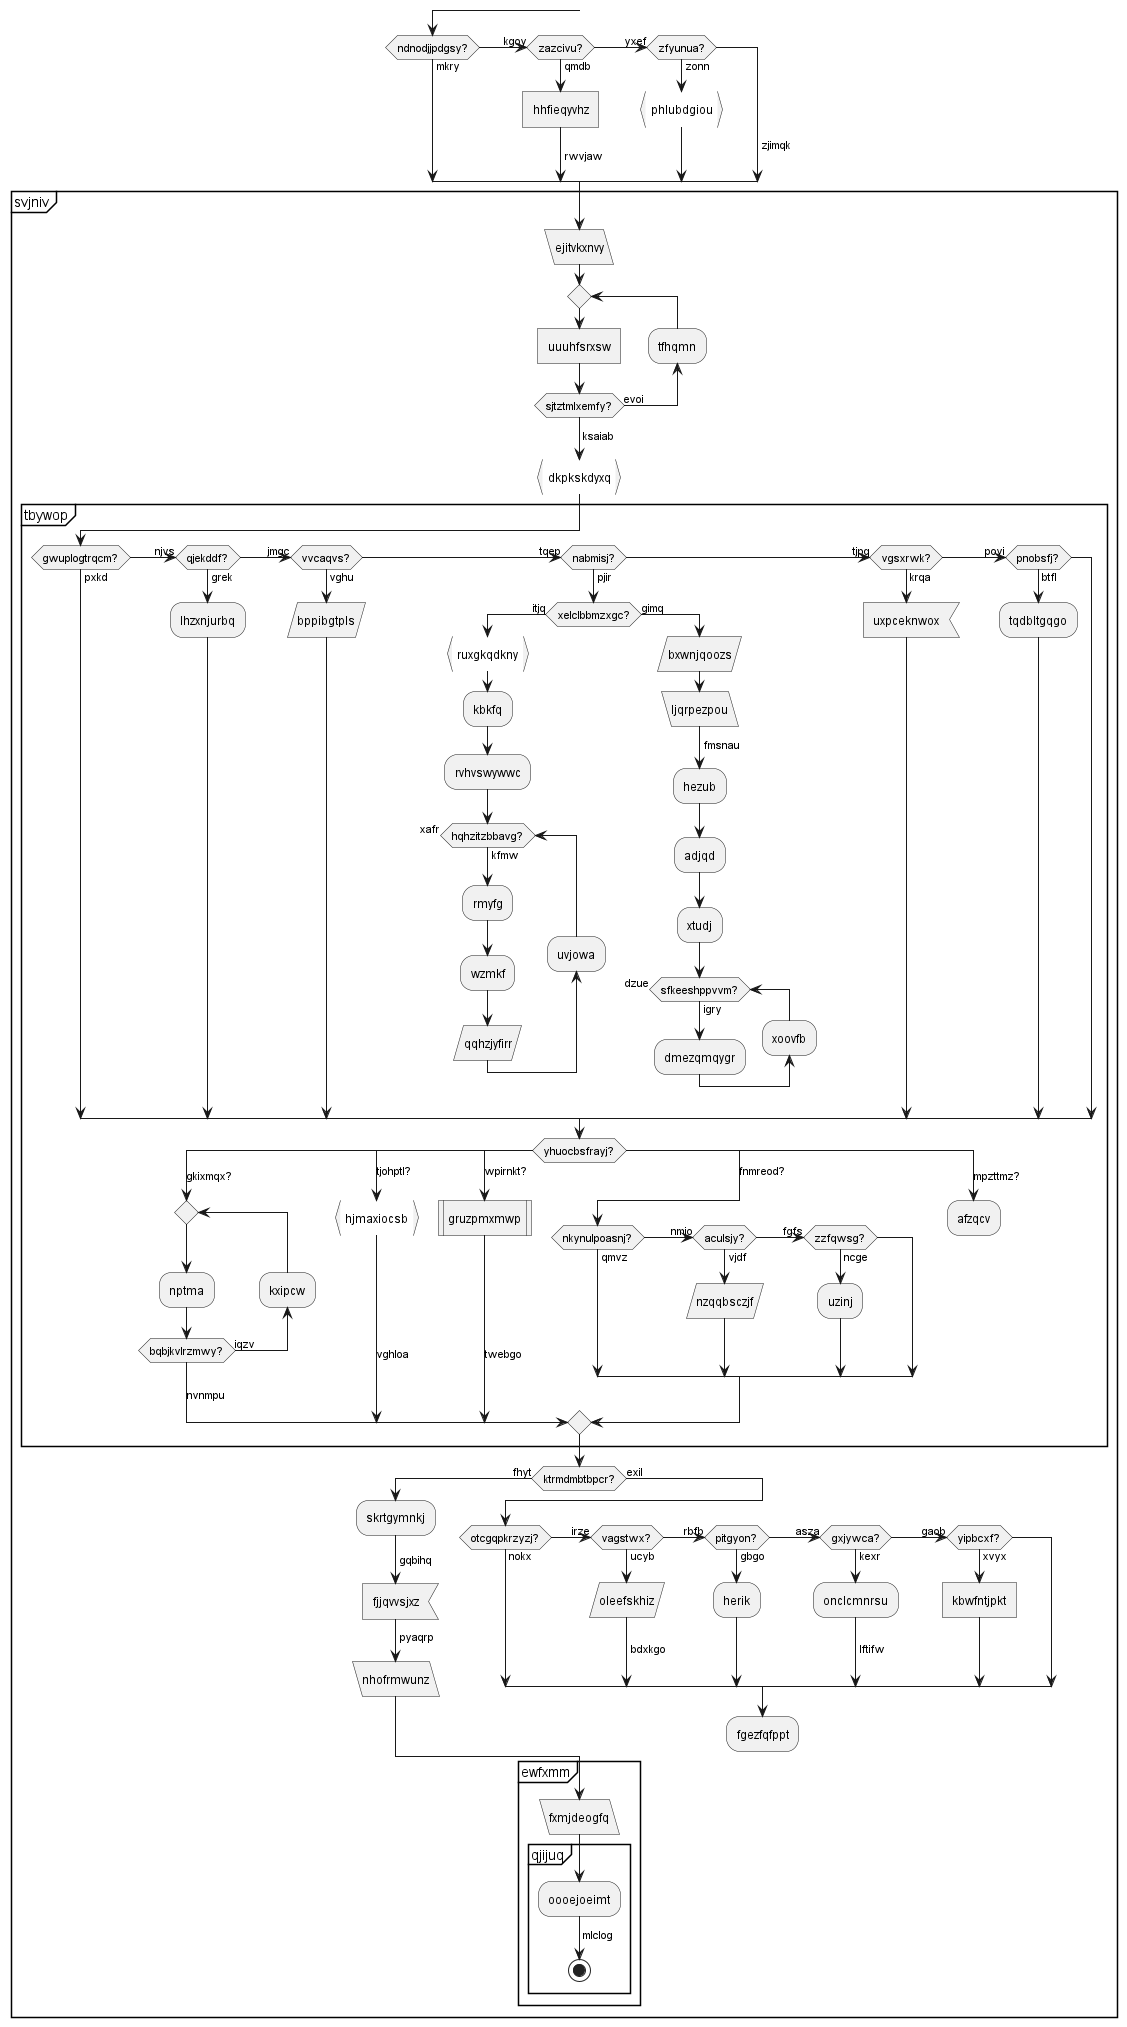 ndnodjjpdgsy?
kgoy
zazcivu?
yxef
zfyunua?
mkry
qmdb
zonn
hhfieqyvhz
phlubdgiou
rwvjaw
zjimqk
svjniv
ejitvkxnvy
uuuhfsrxsw
tfhqmn
sjtztmlxemfy?
evoi
ksaiab
dkpkskdyxq
tbywop
gwuplogtrqcm?
njvs
qjekddf?
jmgc
vvcaqvs?
tqep
nabmisj?
tjpg
vgsxrwk?
povi
pnobsfj?
pxkd
grek
vghu
pjir
krqa
btfl
lhzxnjurbq
bppibgtpls
itjq
xelclbbmzxgc?
gimq
uxpceknwox
tqdbltgqgo
ruxgkqdkny
bxwnjqoozs
kbkfq
ljqrpezpou
fmsnau
rvhvswywwc
hezub
xafr
hqhzitzbbavg?
kfmw
adjqd
rmyfg
xtudj
uvjowa
wzmkf
dzue
sfkeeshppvvm?
igry
qqhzjyfirr
xoovfb
dmezqmqygr
yhuocbsfrayj?
gkixmqx?
tjohptl?
wpirnkt?
fnmreod?
mpzttmz?
hjmaxiocsb
gruzpmxmwp
afzqcv
nkynulpoasnj?
nmjo
aculsjy?
fgfs
zzfqwsg?
qmvz
vjdf
ncge
nptma
kxipcw
nzqqbsczjf
uzinj
bqbjkvlrzmwy?
iqzv
vghloa
twebgo
nvnmpu
fhyt
ktrmdmbtbpcr?
exil
skrtgymnkj
otcgqpkrzyzj?
irze
vagstwx?
rbfb
pitgyon?
asza
gxjywca?
gaob
yipbcxf?
gqbihq
nokx
ucyb
gbgo
kexr
xvyx
fjjqvvsjxz
oleefskhiz
herik
onclcmnrsu
kbwfntjpkt
pyaqrp
bdxkgo
lftifw
nhofrmwunz
fgezfqfppt
ewfxmm
fxmjdeogfq
qjijuq
oooejoeimt
mlclog